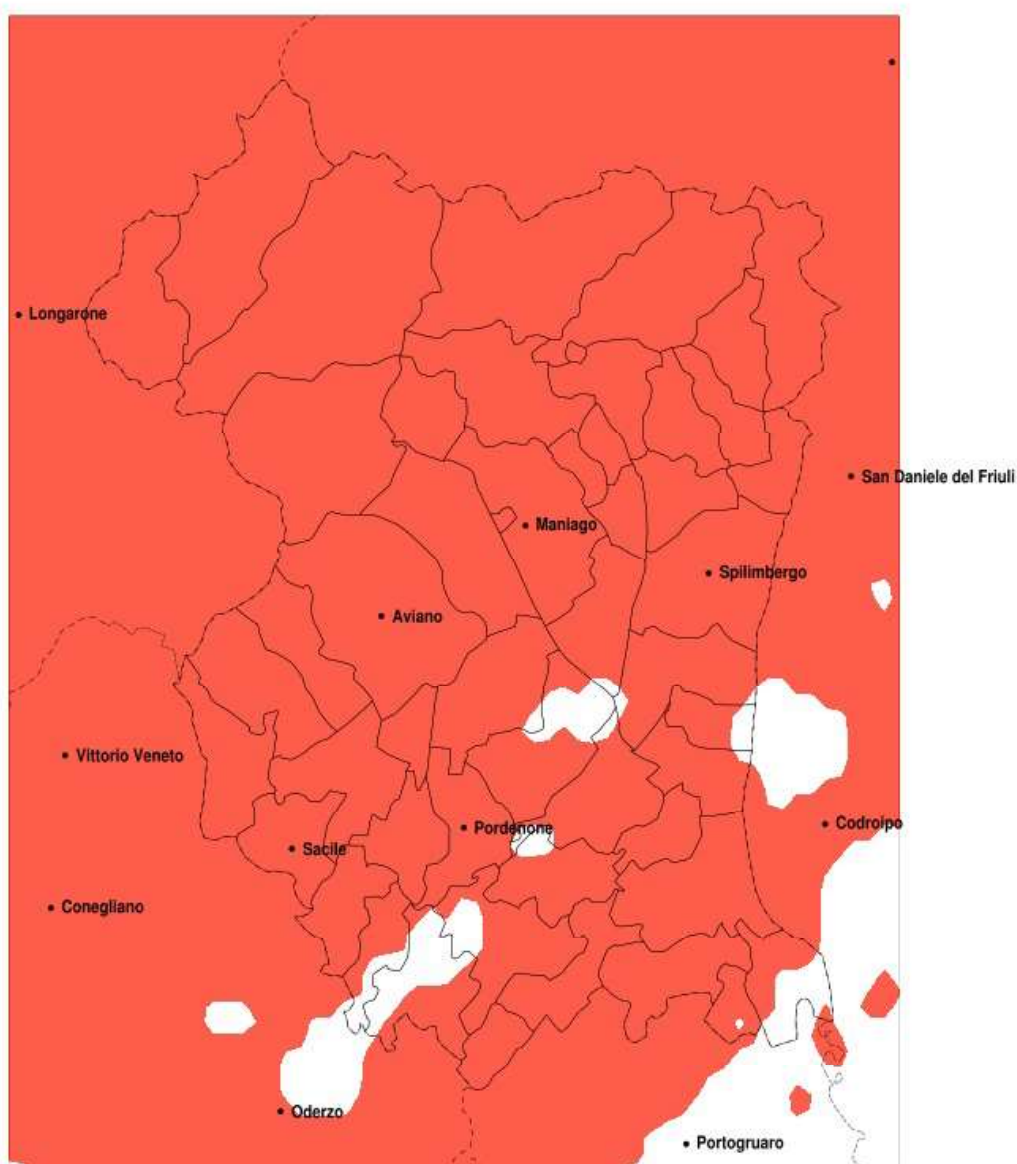 Longarone
San Daniele del Friuli
Maniago
Spilimbergo
Aviano
Vittorio Veneto
Codroipo
Pordenone
Sacile
Conegliano
Oderzo
Portogruaro